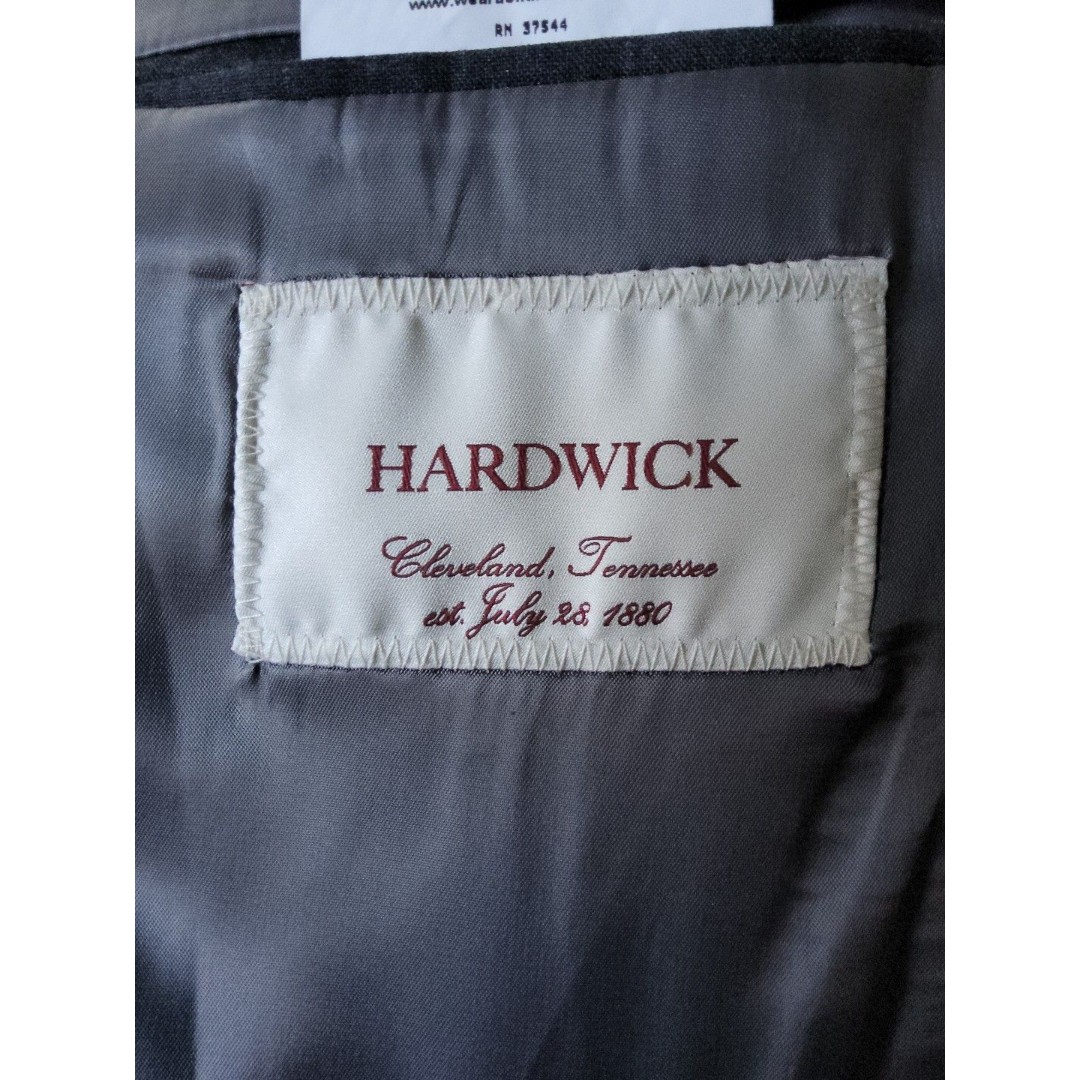 RN 37544
HARDWICK
Cleveland, Tennessee
est. July 28, 1880